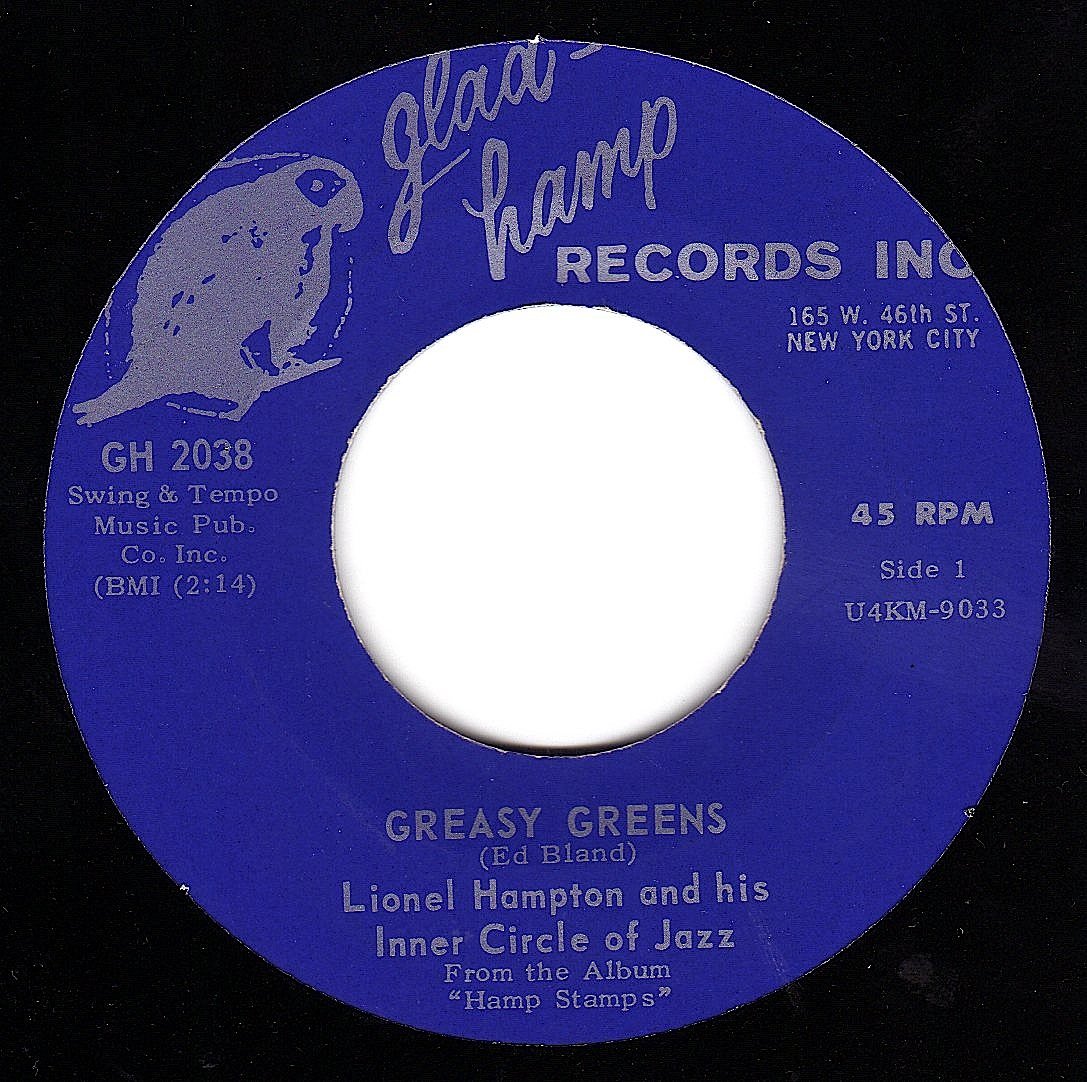 glad-
hamp
RECORDS INC
165 W. 46th ST.
NEW YORK CITY
GH 2038
Swing & Tempo
Music Pub.
Co. Inc.
(BMI (2:14)
45 RPM
Side 1
U4KM-9033
GREASY GREENS
(Ed Bland)
Lionel Hampton and his
Inner Circle of Jazz
From the Album
"Hamp Stamps"